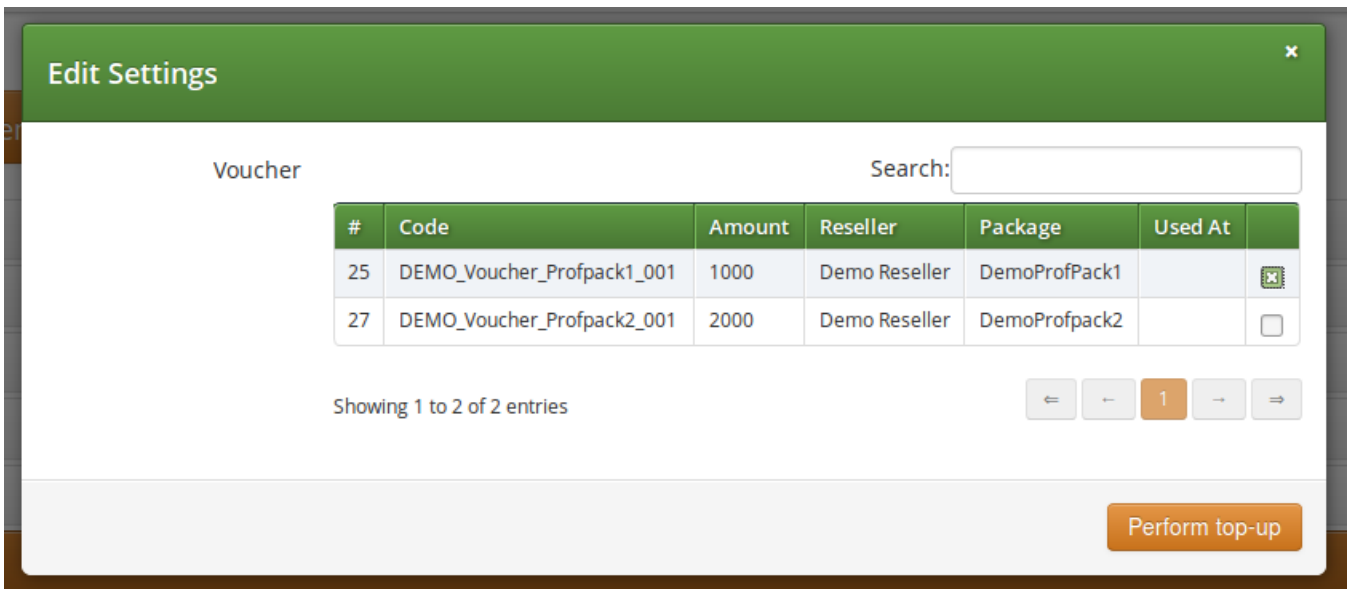 Edit Settings
×
er
Voucher
Search:
# Code Amount Reseller Package Used At
25 DEMO_Voucher_Profpack1_001 1000 Demo Reseller DemoProfPack1
27 DEMO_Voucher_Profpack2_001 2000 Demo Reseller DemoProfpack2
Showing 1 to 2 of 2 entries
⇐ ← 1 → ⇒
Perform top-up